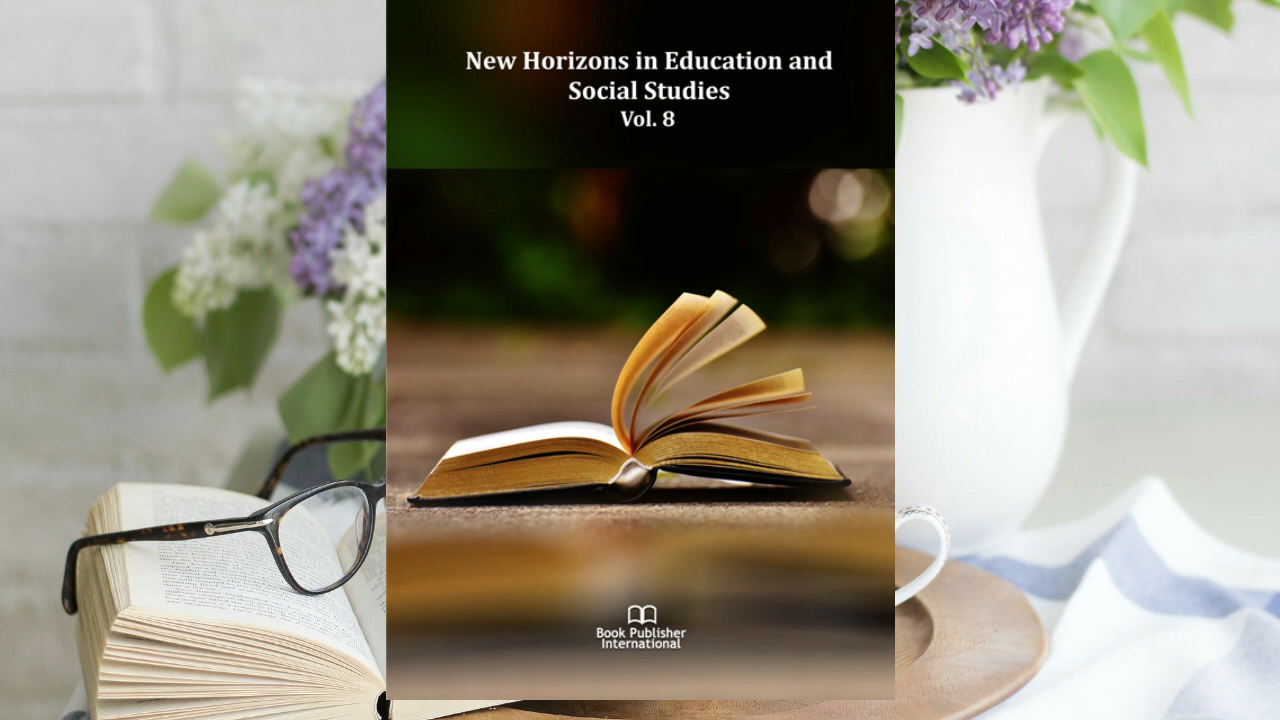 New Horizons in Education and
Social Studies
Vol. 8
Book Publisher
International